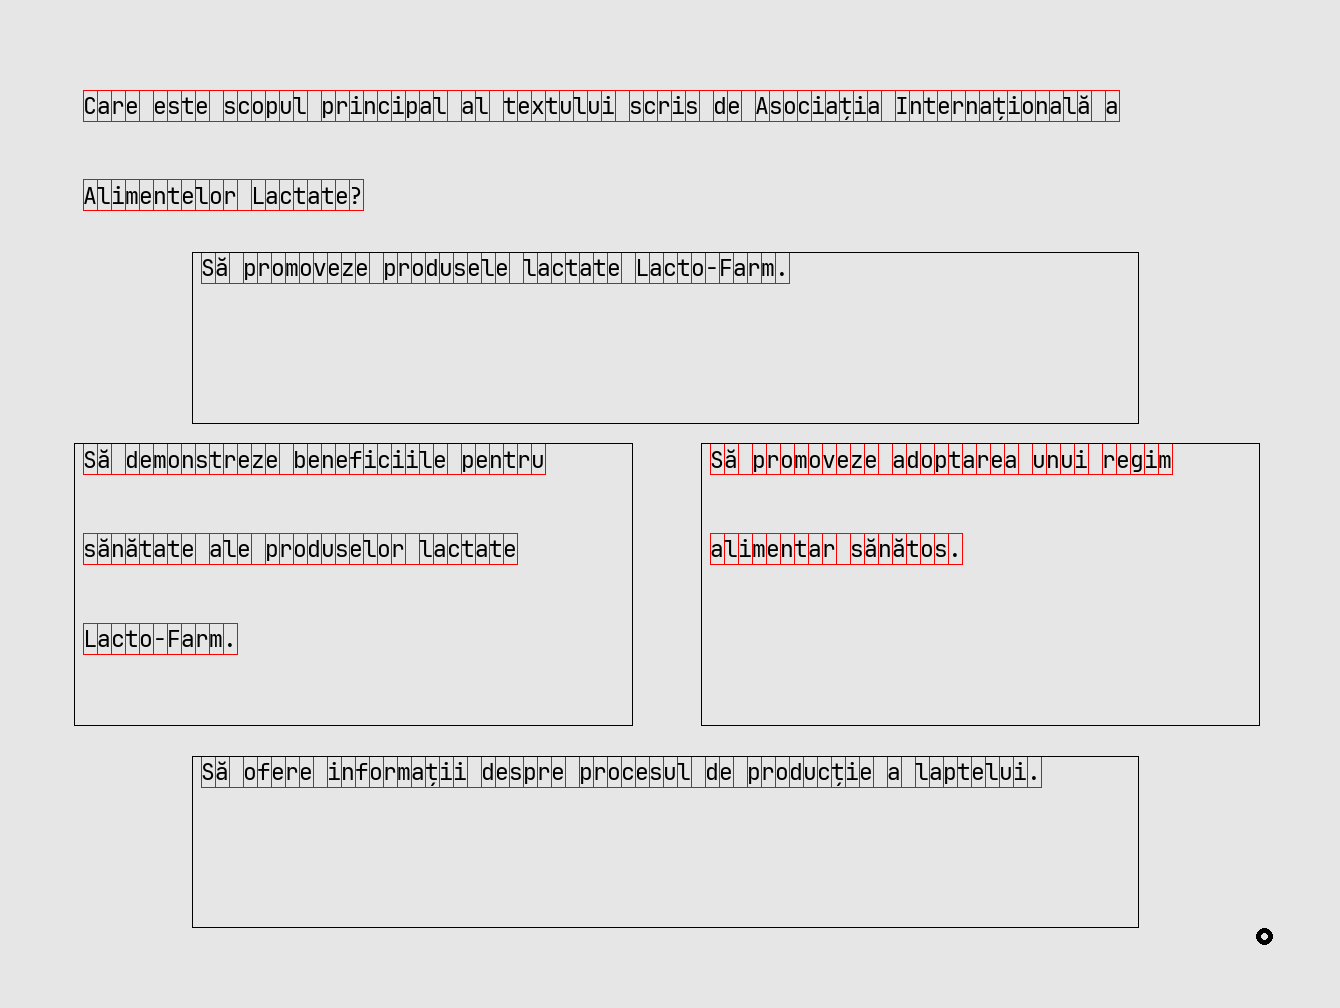 Care este scopul principal al textului scris de Asociația Internațională a
Alimentelor Lactate?
Să promoveze produsele lactate Lacto-Farm.
Să demonstreze beneficiile pentru
sănătate ale produselor lactate
Lacto-Farm.
Să promoveze adoptarea unui regim
alimentar sănătos.
Să ofere informații despre procesul de producție a laptelui.